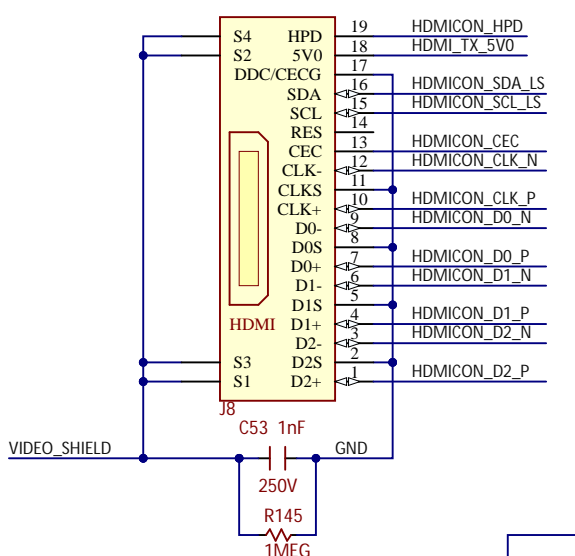 S4 HPD 19 HDMICON_HPD
S2 5V0 18 HDMI_TX_5V0
DDC/CECG 17
SDA 16 HDMICON_SDA_LS
SCL 15 HDMICON_SCL_LS
RES 14
CEC 13 HDMICON_CEC
CLK- 12 HDMICON_CLK_N
CLKS 11
CLK+ 10 HDMICON_CLK_P
D0- 9 HDMICON_D0_N
D0S 8
D0+ 7 HDMICON_D0_P
D1- 6 HDMICON_D1_N
D1S 5
HDMI D1+ 4 HDMICON_D1_P
D2- 3 HDMICON_D2_N
S3 D2S 2
S1 D2+ 1 HDMICON_D2_P
J8
C53 1nF
VIDEO_SHIELD GND
250V
R145
1MEG